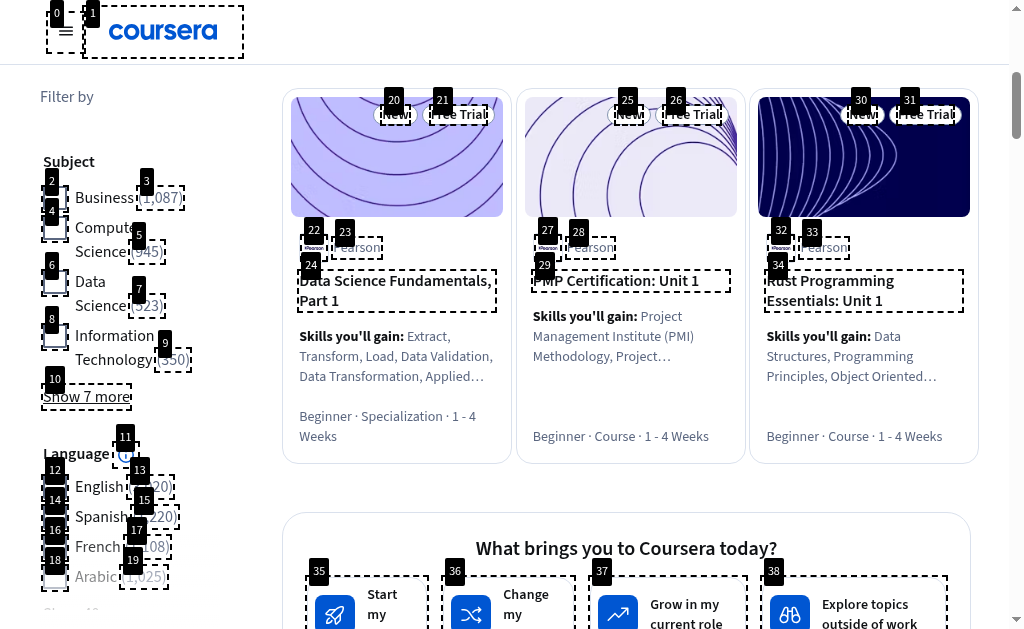 coursera
Filter by
Subject
Business (1,087)
Computer
Science (945)
Data
Science (523)
Information
Technology (350)
Show 7 more
Language
English
Spanish
French
Arabic (1,025)
New
Free Trial
Pearson
Data Science Fundamentals,
Part 1
Skills you'll gain: Extract,
Transform, Load, Data Validation,
Data Transformation, Applied…
Beginner · Specialization · 1 - 4
Weeks
New
Free Trial
Pearson
PMP Certification: Unit 1
Skills you'll gain: Project
Management Institute (PMI)
Methodology, Project…
Beginner · Course · 1 - 4 Weeks
New
Free Trial
Pearson
Rust Programming
Essentials: Unit 1
Skills you'll gain: Data
Structures, Programming
Principles, Object Oriented…
Beginner · Course · 1 - 4 Weeks
What brings you to Coursera today?
Start
my
Change
my
Grow in my
current role
Explore topics
outside of work
0
1
2
3
4
5
6
7
8
9
10
11
12
13
14
15
16
17
18
19
20
21
22
23
24
25
26
27
28
29
30
31
32
33
34
35
36
37
38